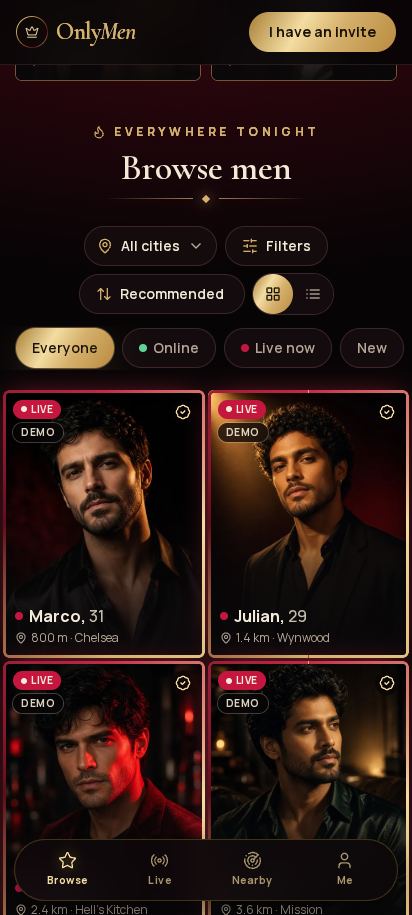 OnlyMen
I have an invite
EVERYWHERE TONIGHT
Browse men
All cities
Filters
Recommended
Everyone
Online
Live now
New
LIVE
DEMO
Marco, 31
800 m · Chelsea
LIVE
DEMO
Julian, 29
1.4 km · Wynwood
LIVE
DEMO
2.4 km · Hell's Kitchen
LIVE
DEMO
3.6 km · Mission
Browse
Live
Nearby
Me